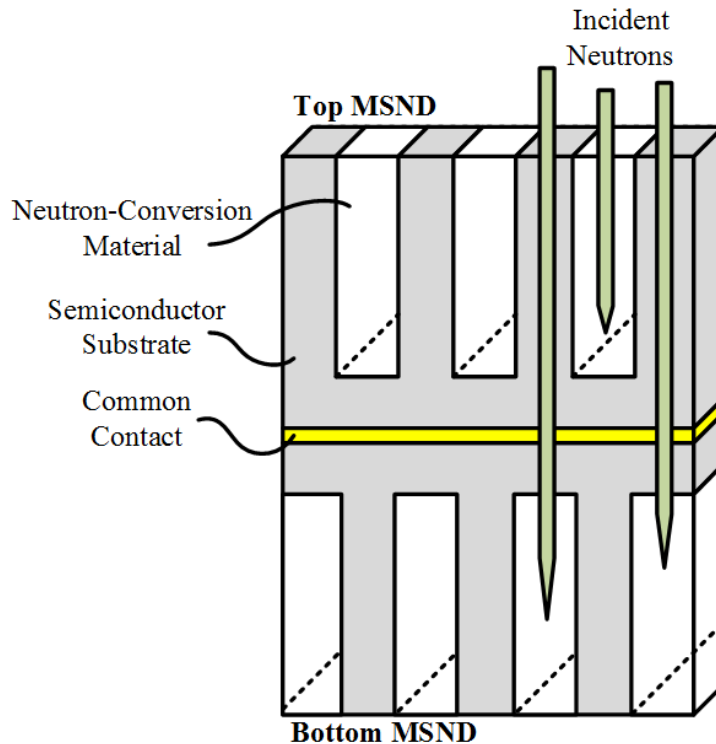 Incident
Neutrons
Top MSND
Neutron-Conversion
Material
Semiconductor
Substrate
Common
Contact
Bottom MSND